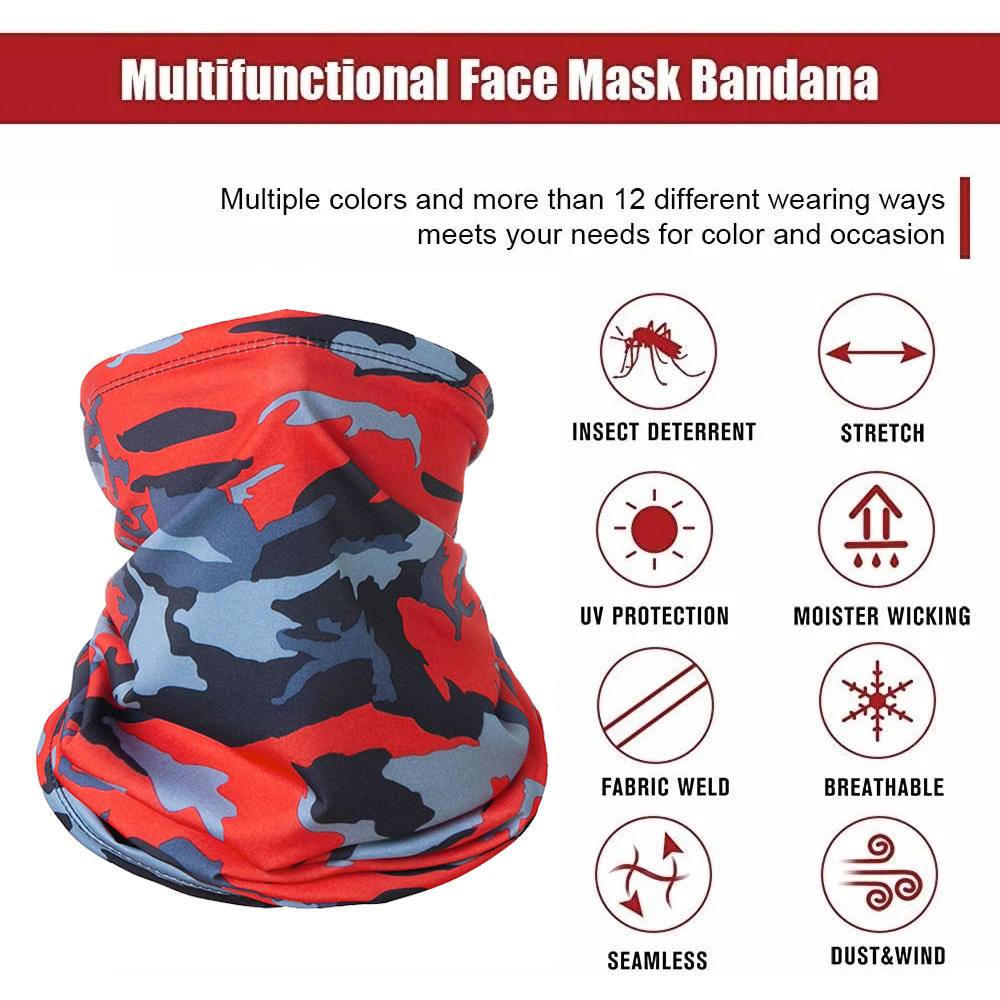 Multifunctional Face Mask Bandana
Multiple colors and more than 12 different wearing ways
meets your needs for color and occasion
INSECT DETERRENT
STRETCH
UV PROTECTION
MOISTER WICKING
FABRIC WELD
BREATHABLE
SEAMLESS
DUST&WIND